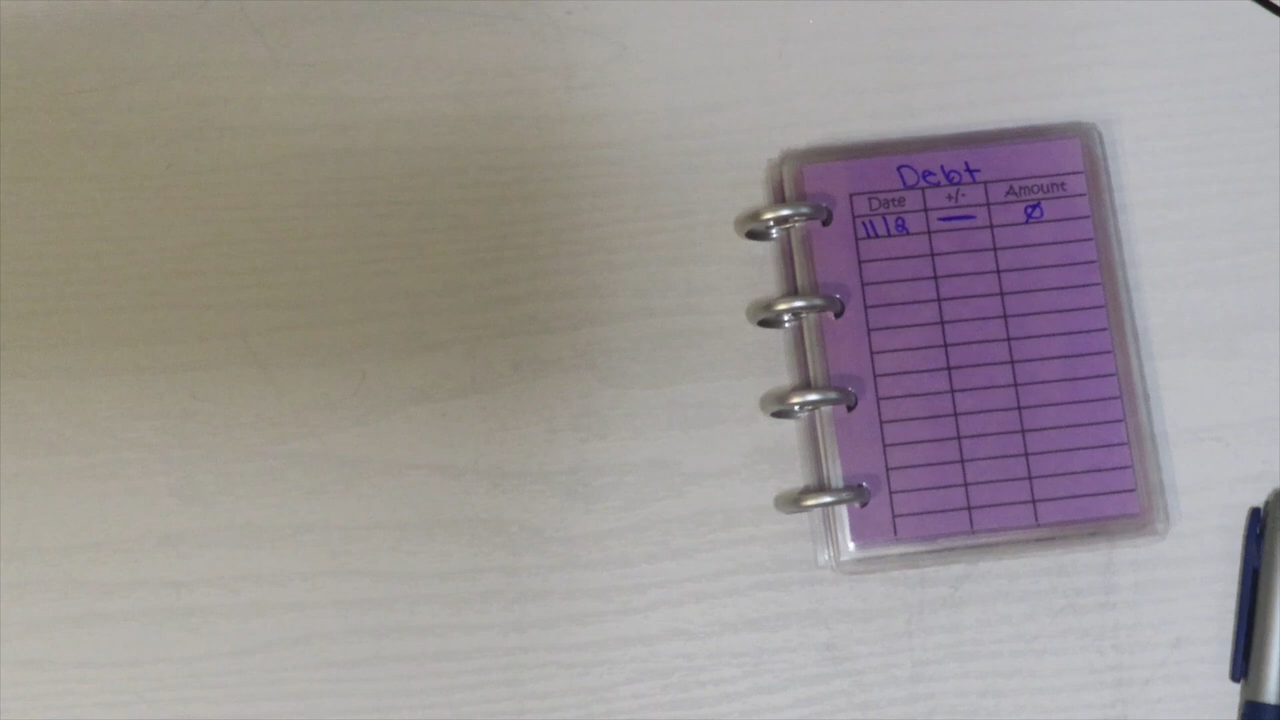 Debt
Date +/- Amount
11/2 — Ø